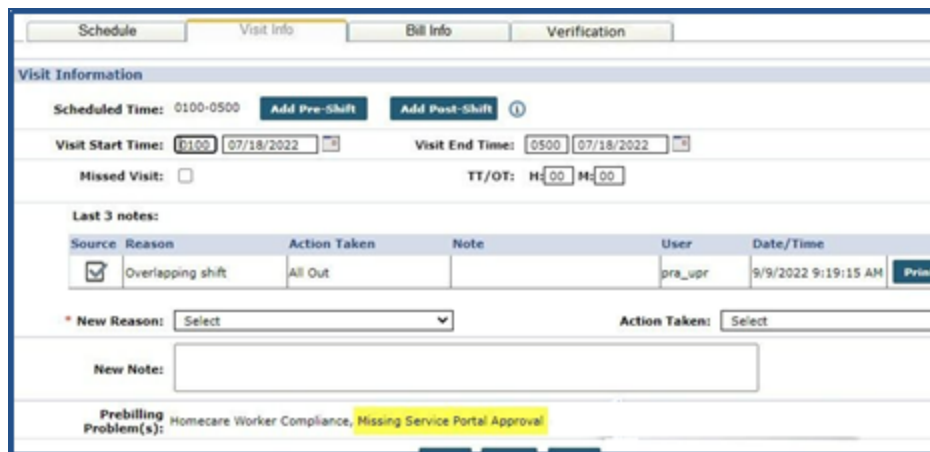 Schedule Visit Info Bill Info Verification
Visit Information
Scheduled Time: 0100-0500 Add Pre-Shift Add Post-Shift
Visit Start Time: 0100 07/18/2022 Visit End Time: 0500 07/18/2022
Missed Visit: TT/OT: H: 00 M: 00
Last 3 notes:
Source Reason Action Taken Note User Date/Time
Overlapping shift All Out pra_upr 9/9/2022 9:19:15 AM
* New Reason: Select Action Taken: Select
New Note:
Prebilling
Problem(s): Homecare Worker Compliance, Missing Service Portal Approval